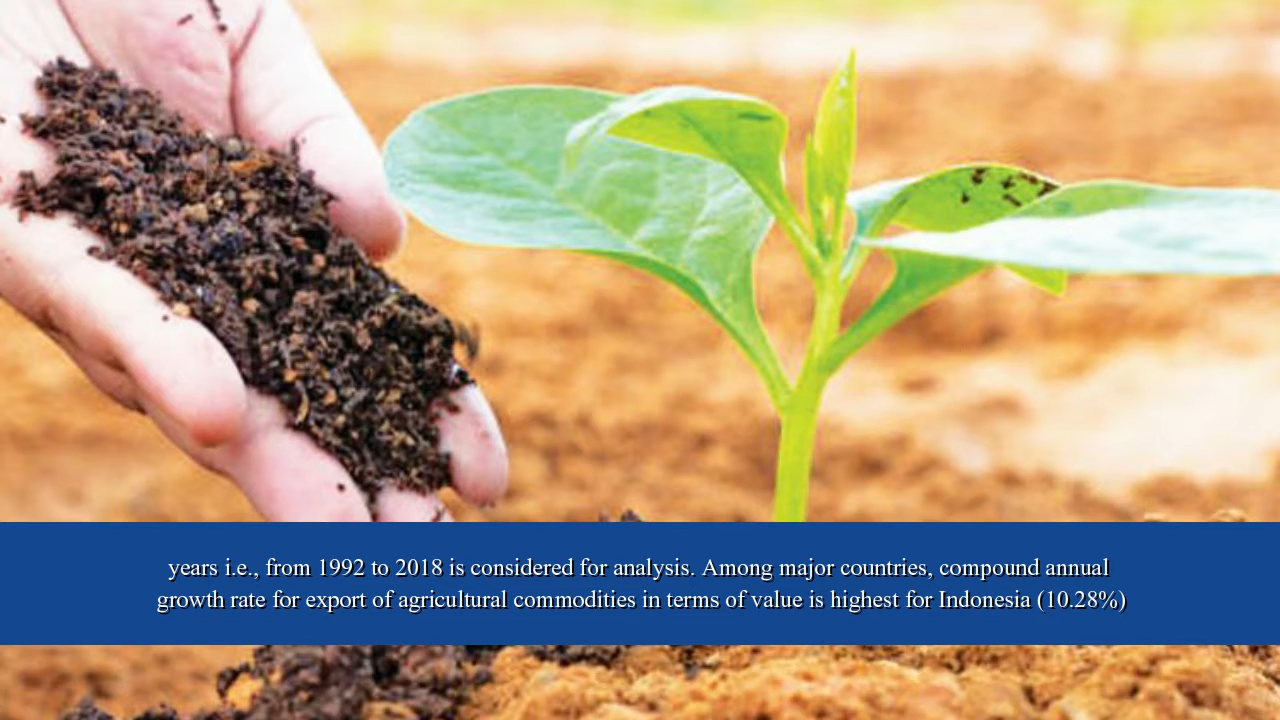 years i.e., from 1992 to 2018 is considered for analysis. Among major countries, compound annual
growth rate for export of agricultural commodities in terms of value is highest for Indonesia (10.28%)